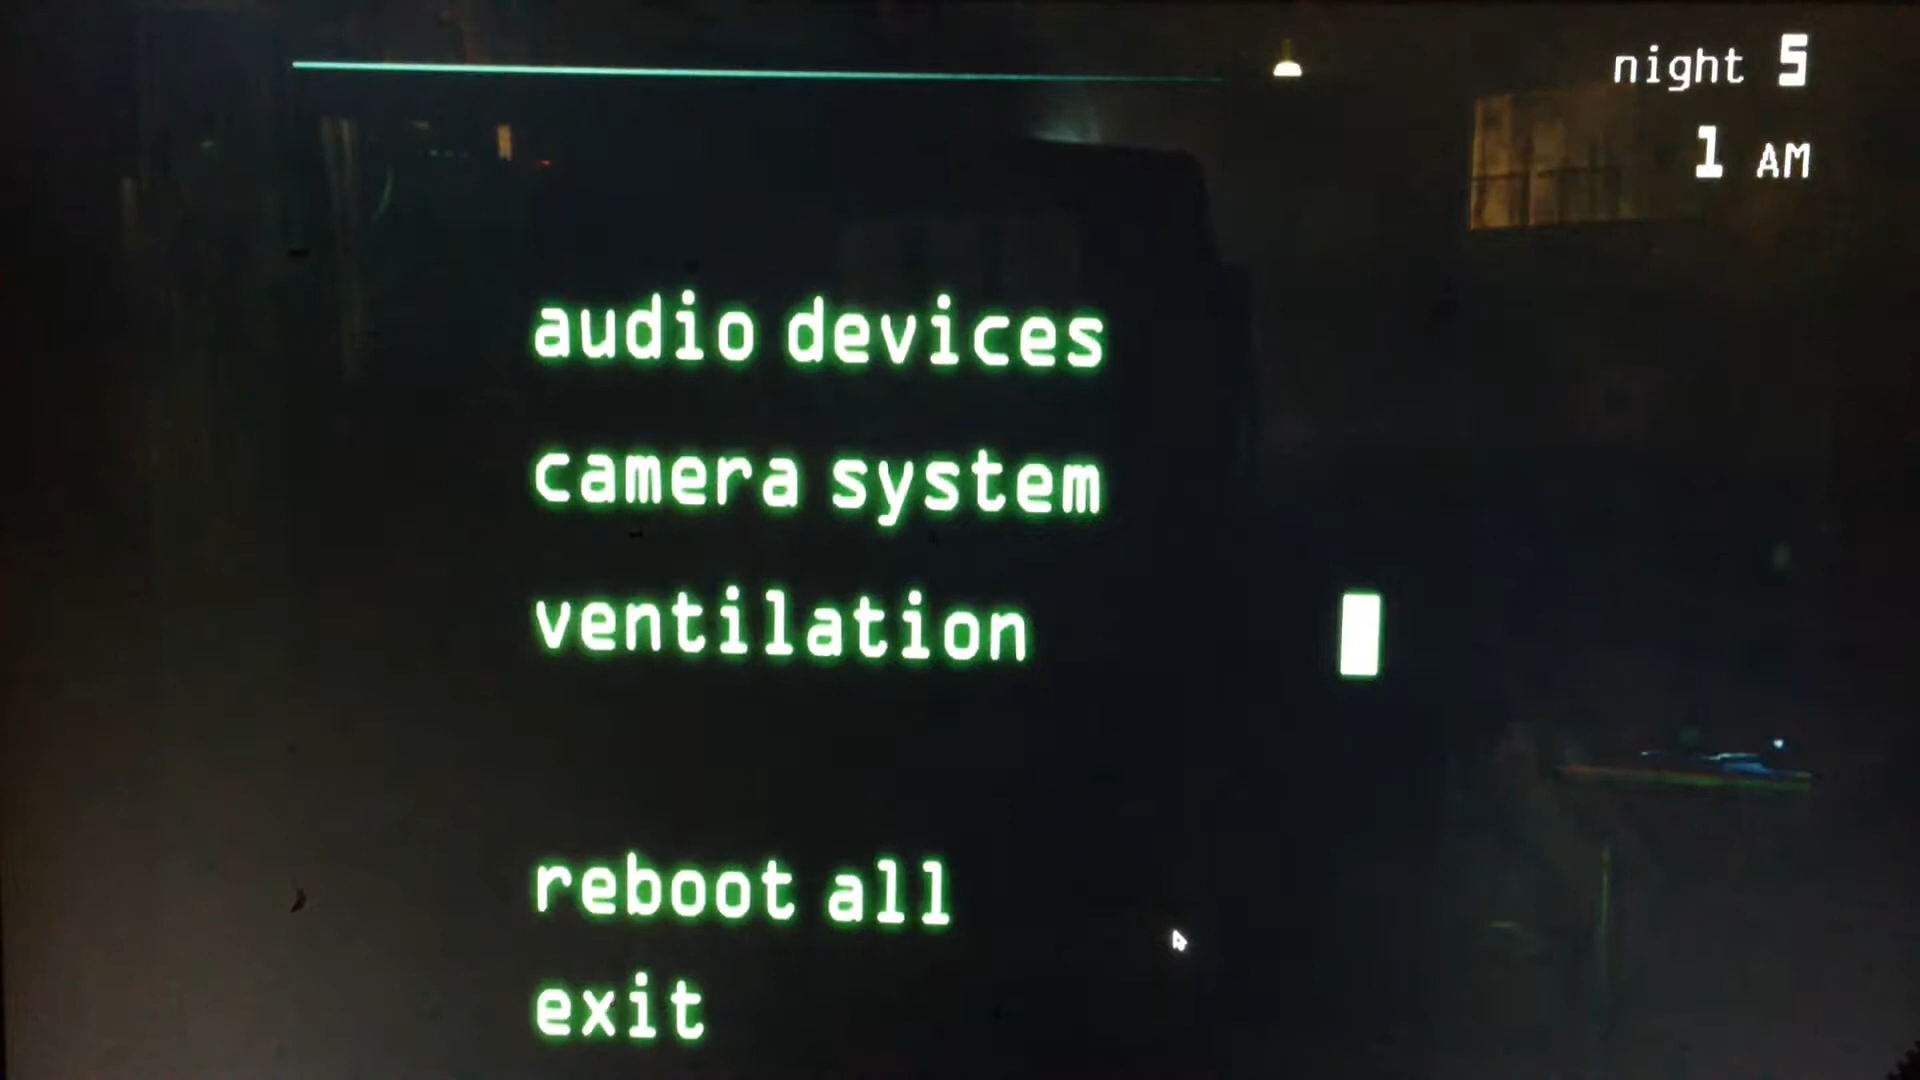 night 5
1 AM
audio devices
camera system
ventilation
reboot all
exit